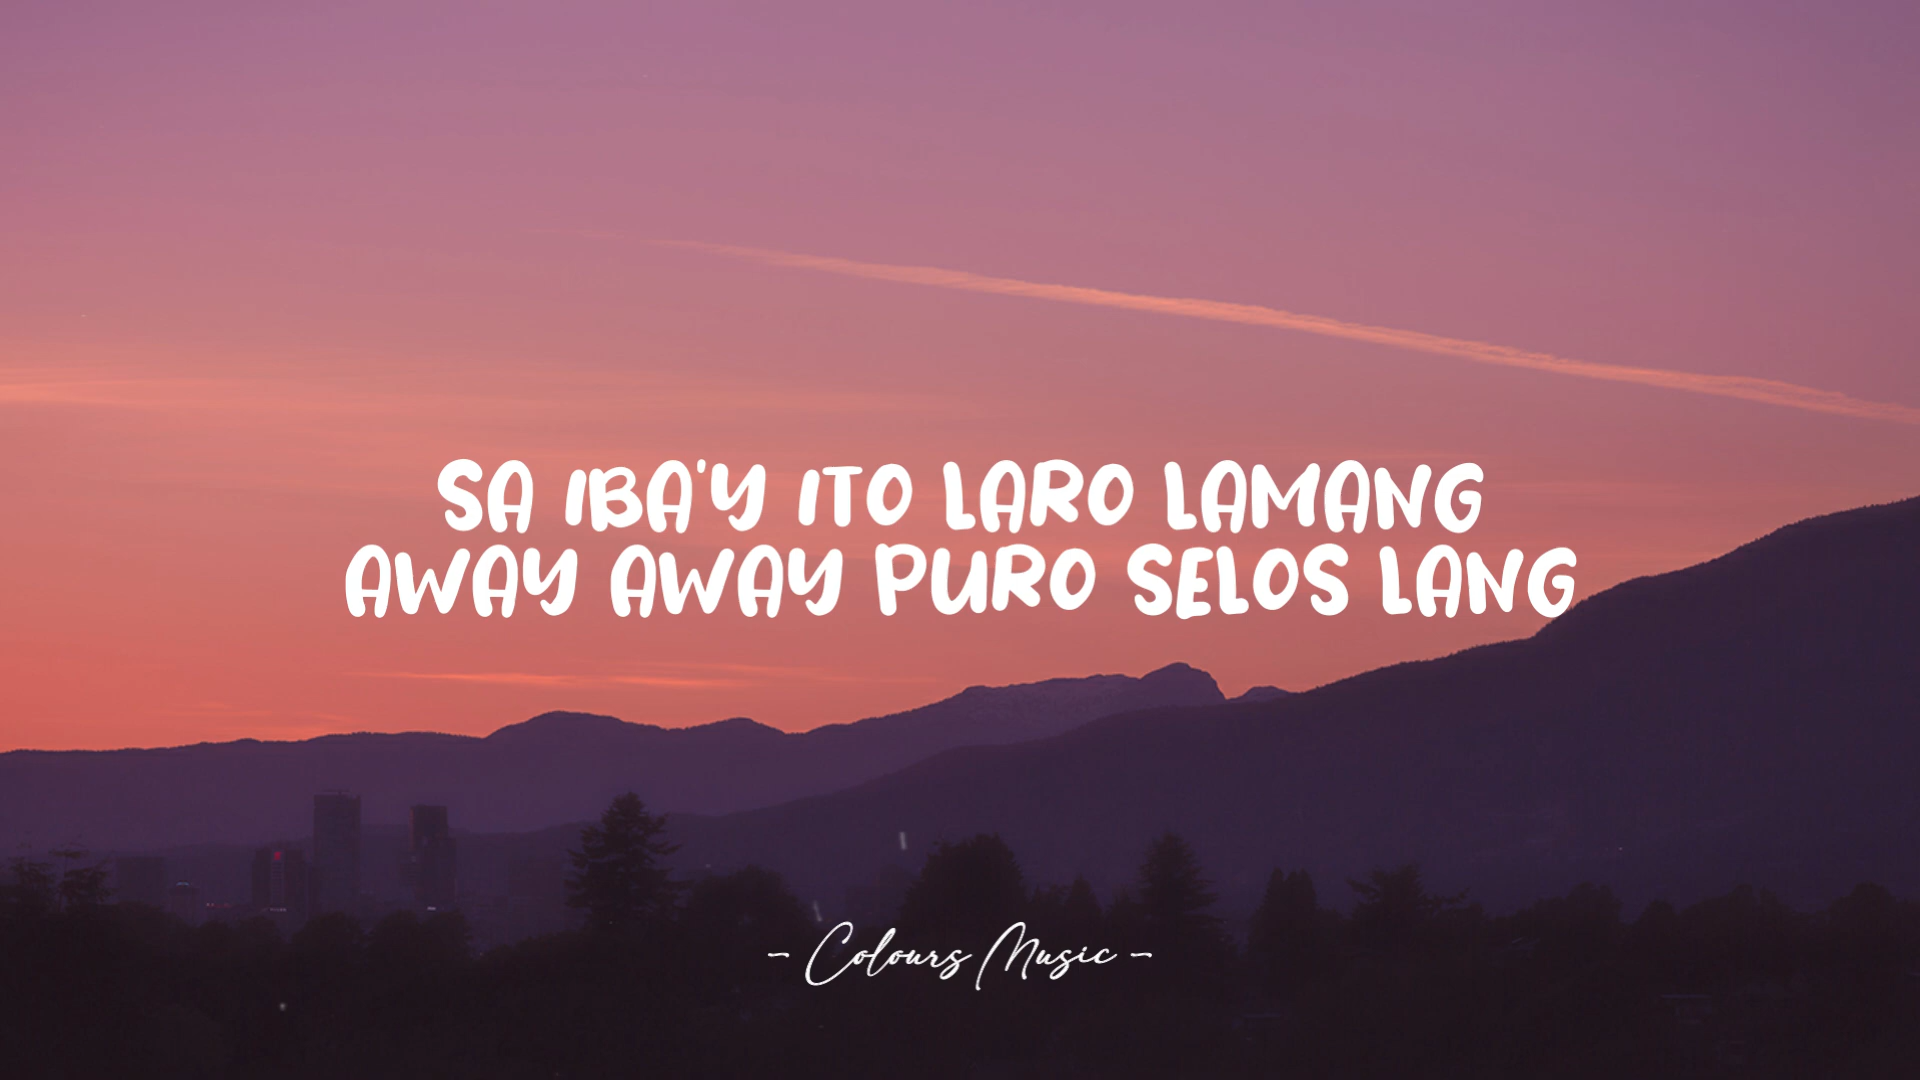 SA IBA'Y ITO LARO LAMANG
AWAY AWAY PURO SELOS LANG
- Colours Music -